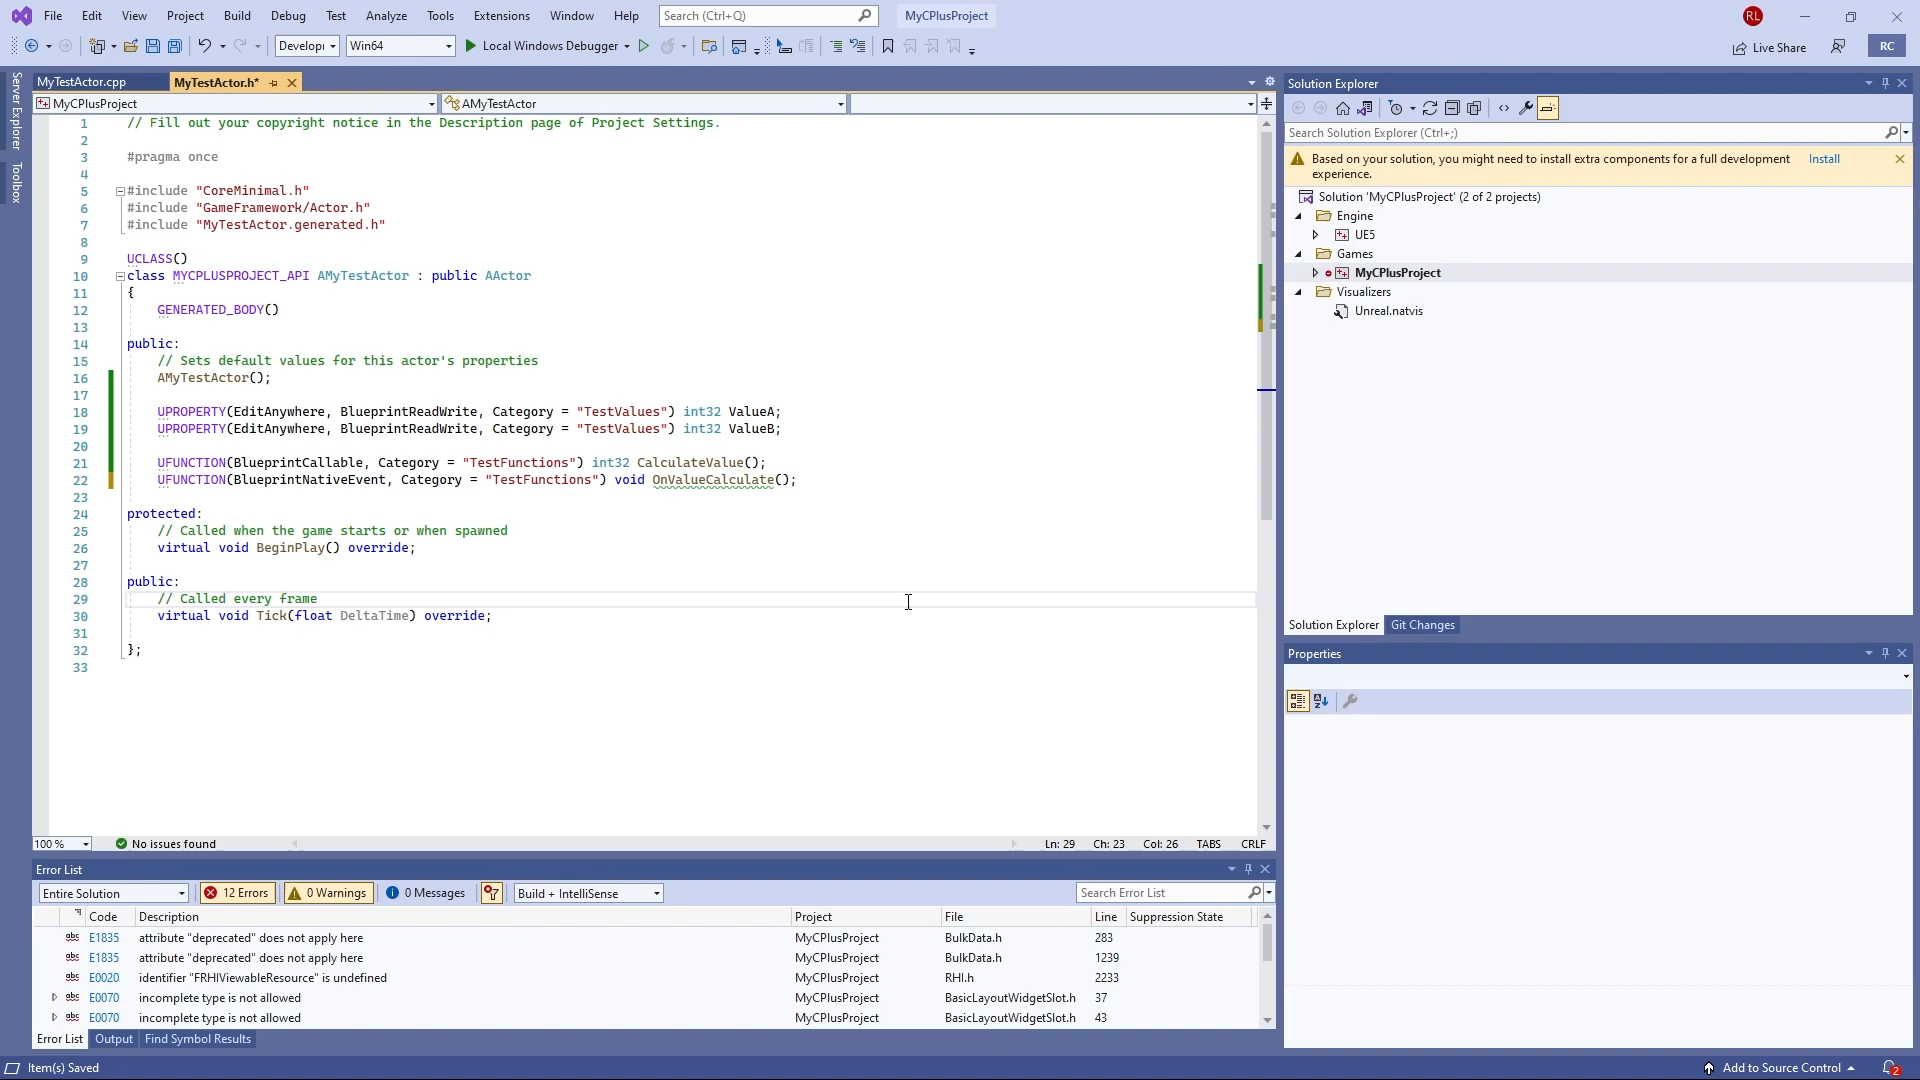 File Edit View Project Build Debug Test Analyze Tools Extensions Window Help Search (Ctrl+Q) MyCPlusProject RL
Develop Win64 Local Windows Debugger Live Share RC
Server Explorer
Toolbox
MyTestActor.cpp MyTestActor.h*
MyCPlusProject AMyTestActor
1 // Fill out your copyright notice in the Description page of Project Settings.
2
3 #pragma once
4
5 #include "CoreMinimal.h"
6 #include "GameFramework/Actor.h"
7 #include "MyTestActor.generated.h"
8
9 UCLASS()
10 class MYCPLUSPROJECT_API AMyTestActor : public AActor
11 {
12 GENERATED_BODY()
13
14 public:
15 // Sets default values for this actor's properties
16 AMyTestActor();
17
18 UPROPERTY(EditAnywhere, BlueprintReadWrite, Category = "TestValues") int32 ValueA;
19 UPROPERTY(EditAnywhere, BlueprintReadWrite, Category = "TestValues") int32 ValueB;
20
21 UFUNCTION(BlueprintCallable, Category = "TestFunctions") int32 CalculateValue();
22 UFUNCTION(BlueprintNativeEvent, Category = "TestFunctions") void OnValueCalculate();
23
24 protected:
25 // Called when the game starts or when spawned
26 virtual void BeginPlay() override;
27
28 public:
29 // Called every frame
30 virtual void Tick(float DeltaTime) override;
31
32 };
33
100 % No issues found Ln: 29 Ch: 23 Col: 26 TABS CRLF
Solution Explorer
Search Solution Explorer (Ctrl+;)
Based on your solution, you might need to install extra components for a full development Install
experience.
Solution 'MyCPlusProject' (2 of 2 projects)
Engine
UE5
Games
MyCPlusProject
Visualizers
Unreal.natvis
Solution Explorer Git Changes
Properties
Error List
Entire Solution 12 Errors 0 Warnings 0 Messages Build + IntelliSense Search Error List
Code Description Project File Line Suppression State
abc E1835 attribute "deprecated" does not apply here MyCPlusProject BulkData.h 283
abc E1835 attribute "deprecated" does not apply here MyCPlusProject BulkData.h 1239
abc E0020 identifier "FRHIViewableResource" is undefined MyCPlusProject RHI.h 2233
abc E0070 incomplete type is not allowed MyCPlusProject BasicLayoutWidgetSlot.h 37
abc E0070 incomplete type is not allowed MyCPlusProject BasicLayoutWidgetSlot.h 43
Error List Output Find Symbol Results
Item(s) Saved Add to Source Control 2